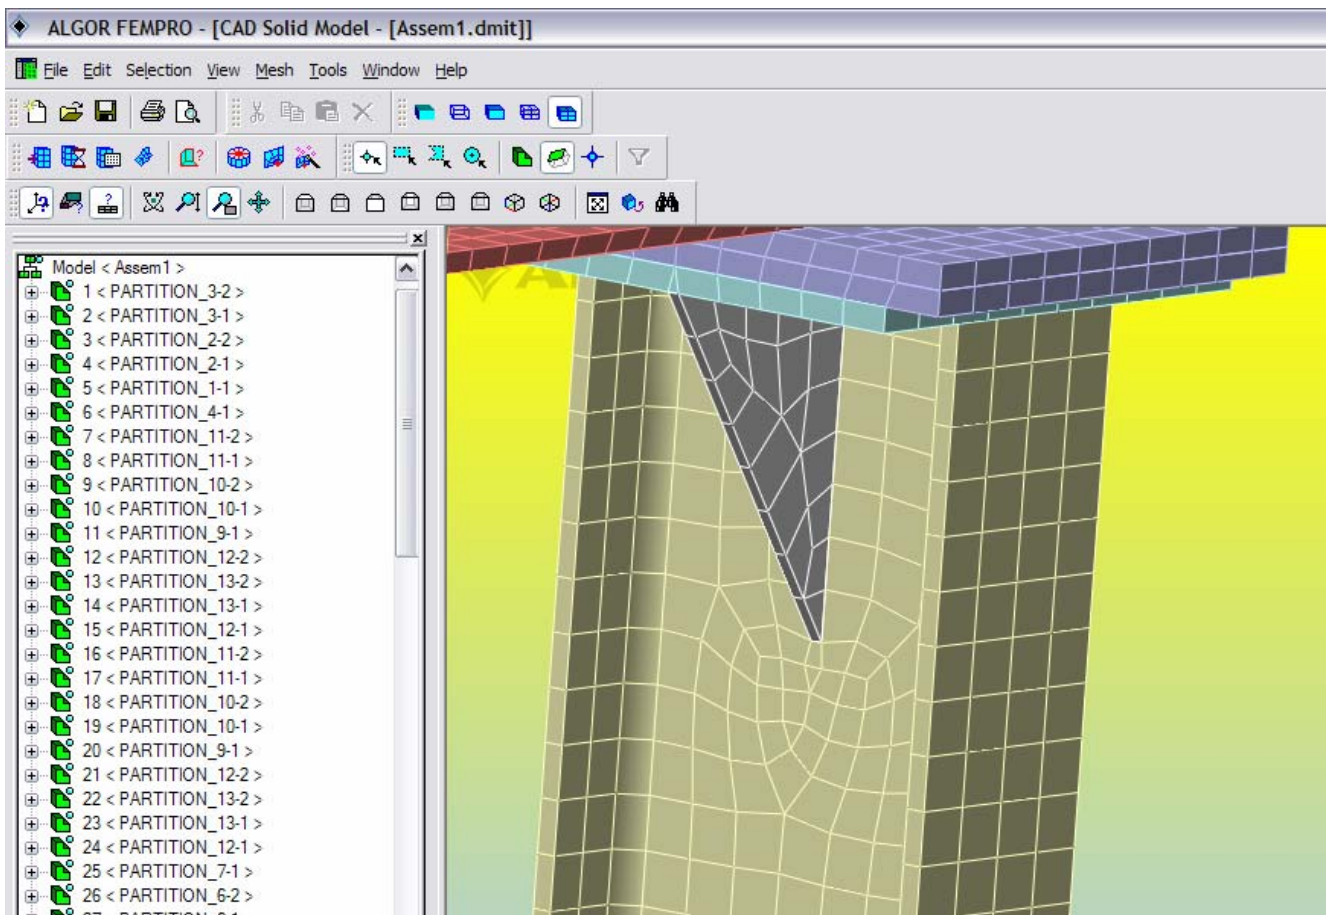 ALGOR FEMPRO - [CAD Solid Model - [Assem1.dmit]]
File Edit Selection View Mesh Tools Window Help
Model < Assem1 >
1 < PARTITION_3-2 >
2 < PARTITION_3-1 >
3 < PARTITION_2-2 >
4 < PARTITION_2-1 >
5 < PARTITION_1-1 >
6 < PARTITION_4-1 >
7 < PARTITION_11-2 >
8 < PARTITION_11-1 >
9 < PARTITION_10-2 >
10 < PARTITION_10-1 >
11 < PARTITION_9-1 >
12 < PARTITION_12-2 >
13 < PARTITION_13-2 >
14 < PARTITION_13-1 >
15 < PARTITION_12-1 >
16 < PARTITION_11-2 >
17 < PARTITION_11-1 >
18 < PARTITION_10-2 >
19 < PARTITION_10-1 >
20 < PARTITION_9-1 >
21 < PARTITION_12-2 >
22 < PARTITION_13-2 >
23 < PARTITION_13-1 >
24 < PARTITION_12-1 >
25 < PARTITION_7-1 >
26 < PARTITION_6-2 >